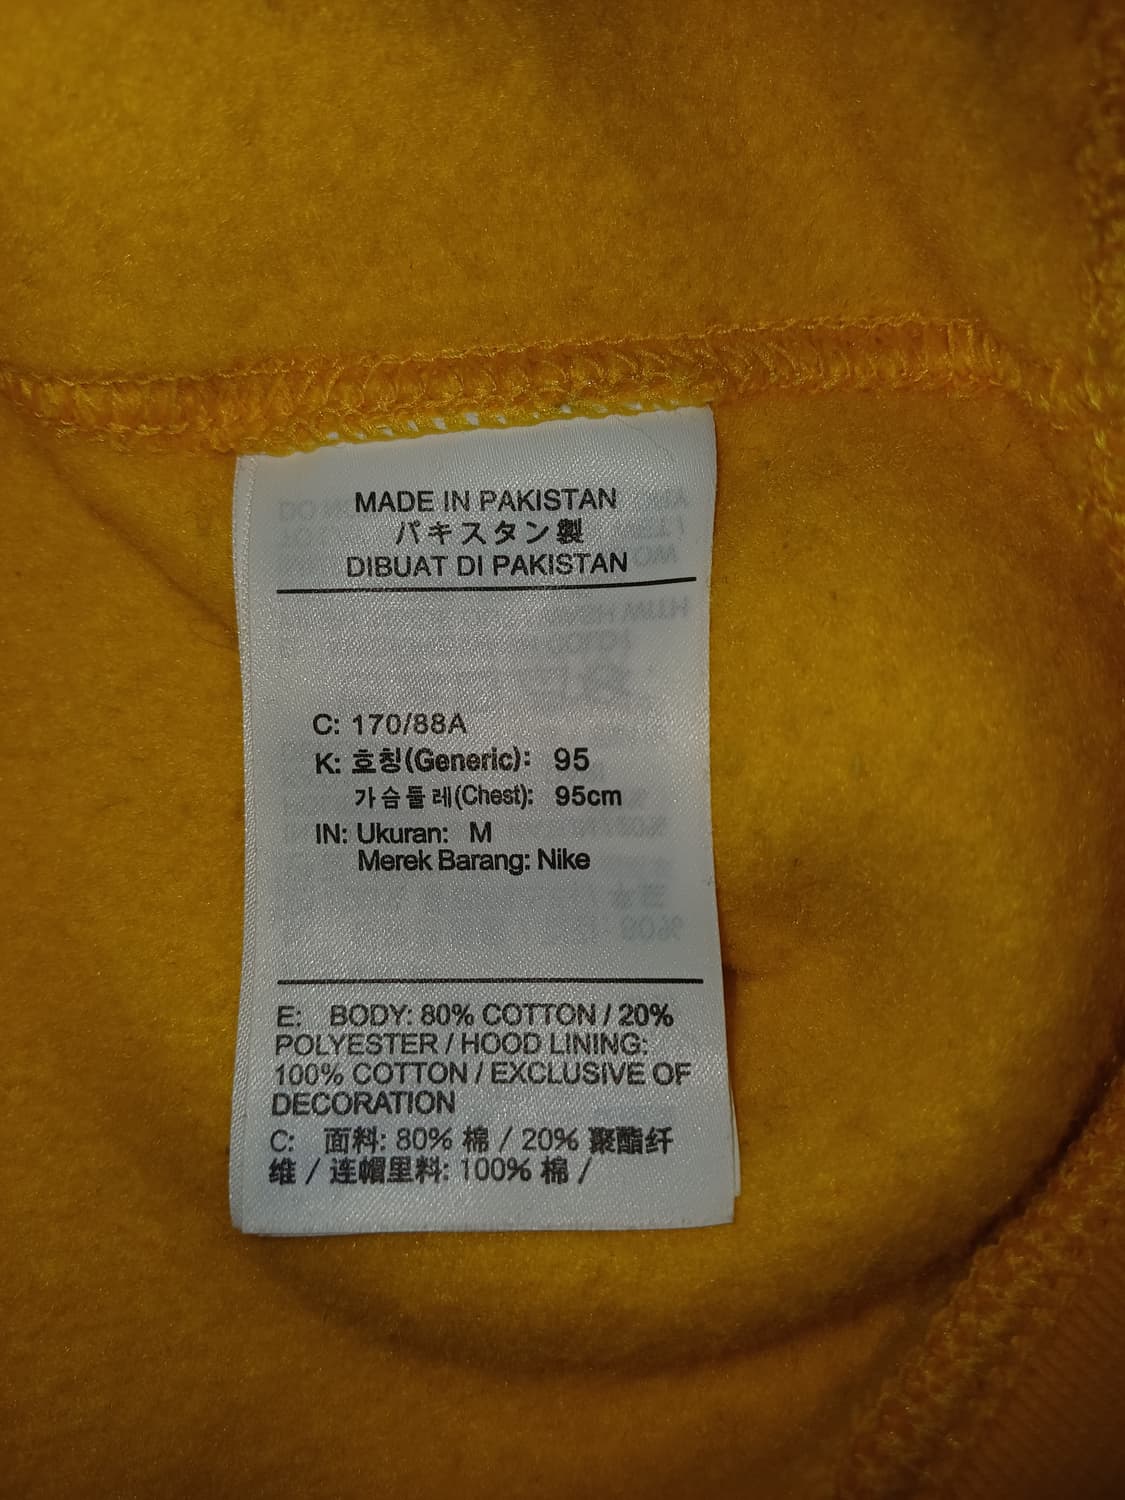 MADE IN PAKISTAN
パキスタン製
DIBUAT DI PAKISTAN
C: 170/88A
K: 호칭(Generic): 95
가슴둘레(Chest): 95cm
IN: Ukuran: M
Merek Barang: Nike
E: BODY: 80% COTTON / 20%
POLYESTER / HOOD LINING:
100% COTTON / EXCLUSIVE OF
DECORATION
C: 面料: 80% 棉 / 20% 聚酯纤
维 / 连帽里料: 100% 棉 /